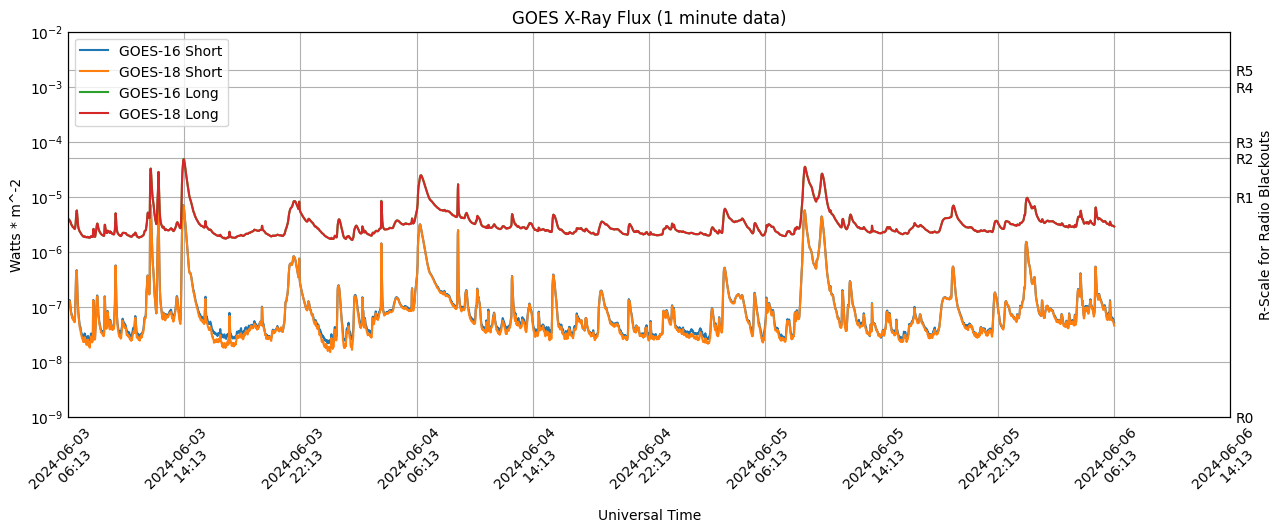 GOES X-Ray Flux (1 minute data)
GOES-16 Short
GOES-18 Short
GOES-16 Long
GOES-18 Long
Watts * m^-2
10⁻²
10⁻³
10⁻⁴
10⁻⁵
10⁻⁶
10⁻⁷
10⁻⁸
10⁻⁹
R5
R4
R3
R2
R1
R0
R-Scale for Radio Blackouts
2024-06-03
06:13
2024-06-03
14:13
2024-06-03
22:13
2024-06-04
06:13
2024-06-04
14:13
2024-06-04
22:13
2024-06-05
06:13
2024-06-05
14:13
2024-06-05
22:13
2024-06-06
06:13
2024-06-06
14:13
Universal Time